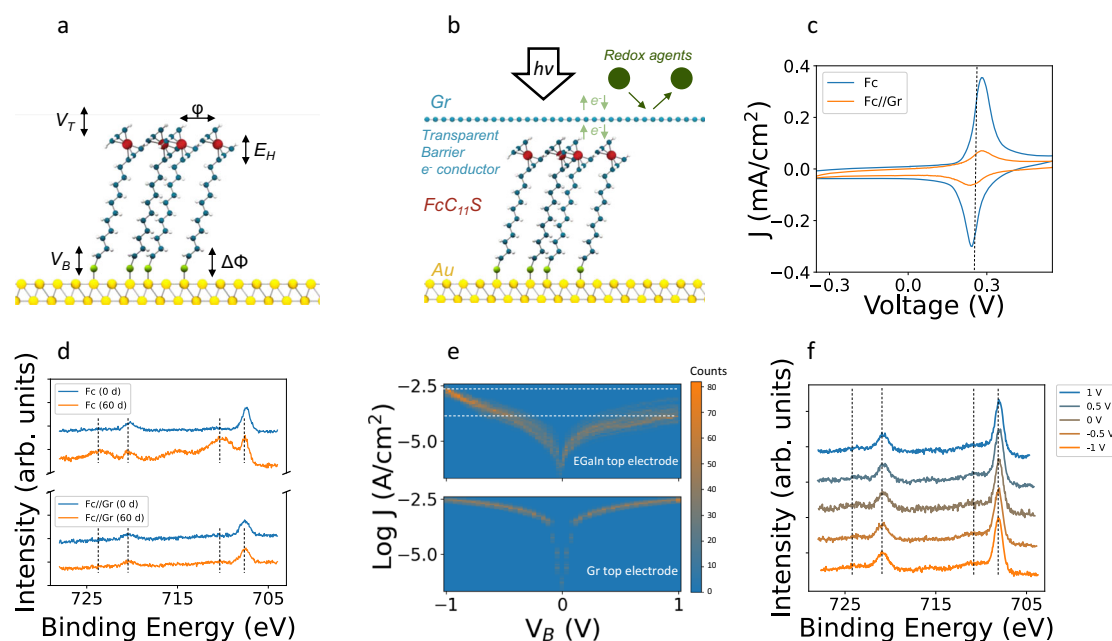 a
V_T
φ
E_H
V_B
ΔΦ
b
hν
Redox agents
Gr
e⁻
e⁻
Transparent
Barrier
e⁻ conductor
FcC₁₁S
Au
c
J (mA/cm²)
0.4
0.2
0.0
−0.2
−0.4
Fc
Fc//Gr
−0.3
0.0
0.3
Voltage (V)
d
Intensity (arb. units)
Fc (0 d)
Fc (60 d)
Fc//Gr (0 d)
Fc//Gr (60 d)
725
715
705
Binding Energy (eV)
e
Log J (A/cm²)
−2.5
−5.0
EGaIn top electrode
−2.5
−5.0
Gr top electrode
−1
0
1
V_B (V)
Counts
80
70
60
50
40
30
20
10
0
f
Intensity (arb. units)
1 V
0.5 V
0 V
-0.5 V
-1 V
725
715
705
Binding Energy (eV)